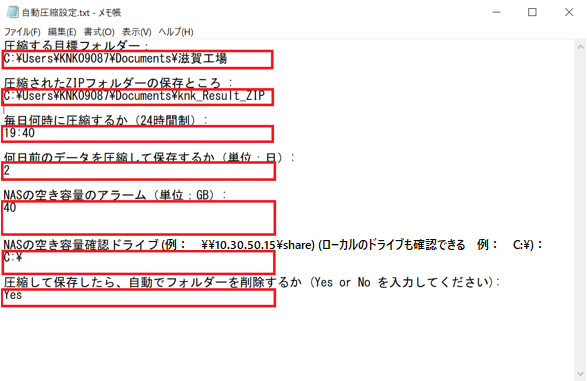 自動圧縮設定.txt - メモ帳
ファイル(F) 編集(E) 書式(O) 表示(V) ヘルプ(H)
圧縮する目標フォルダー：
C:¥Users¥KNK09087¥Documents¥滋賀工場
圧縮されたZIPフォルダーの保存ところ：
C:¥Users¥KNK09087¥Documents¥knk_Result_ZIP
毎日何時に圧縮するか（24時間制）：
19:40
何日前のデータを圧縮して保存するか（単位：日）：
2
NASの空き容量のアラーム（単位：GB）：
40
NASの空き容量確認ドライブ(例：　¥¥10.30.50.15¥share) (ローカルのドライブも確認できる　例：　C:¥)：
C:¥
圧縮して保存したら、自動でフォルダーを削除するか（Yes or No を入力してください）：
Yes